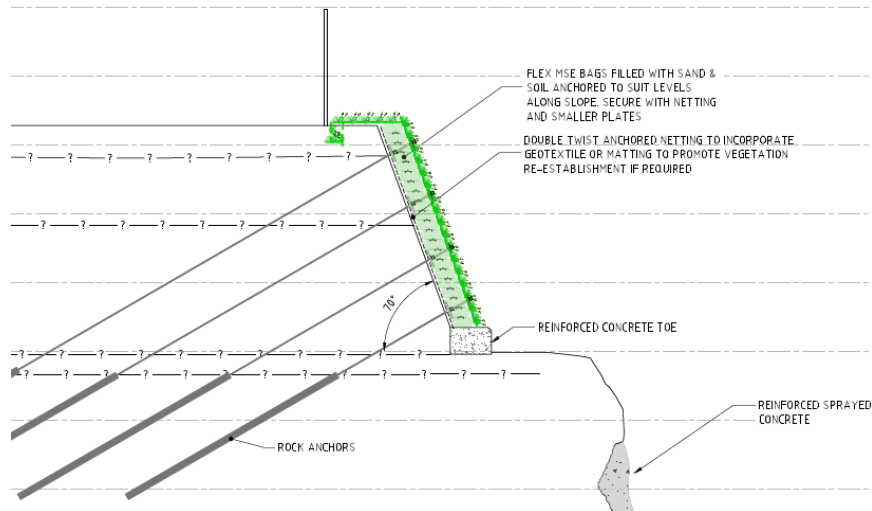 FLEX MSE BAGS FILLED WITH SAND &
SOIL ANCHORED TO SUIT LEVELS
ALONG SLOPE. SECURE WITH NETTING
AND SMALLER PLATES
DOUBLE TWIST ANCHORED NETTING TO INCORPORATE
GEOTEXTILE OR MATTING TO PROMOTE VEGETATION
RE-ESTABLISHMENT IF REQUIRED
? ? ? ? ? ? ? ?
? ? ? ? ? ?
70°
REINFORCED CONCRETE TOE
? ? ? ? ? ? ? ? ? ?
? ? ? ? ? ? ? ? ? ? ?
REINFORCED SPRAYED
CONCRETE
ROCK ANCHORS